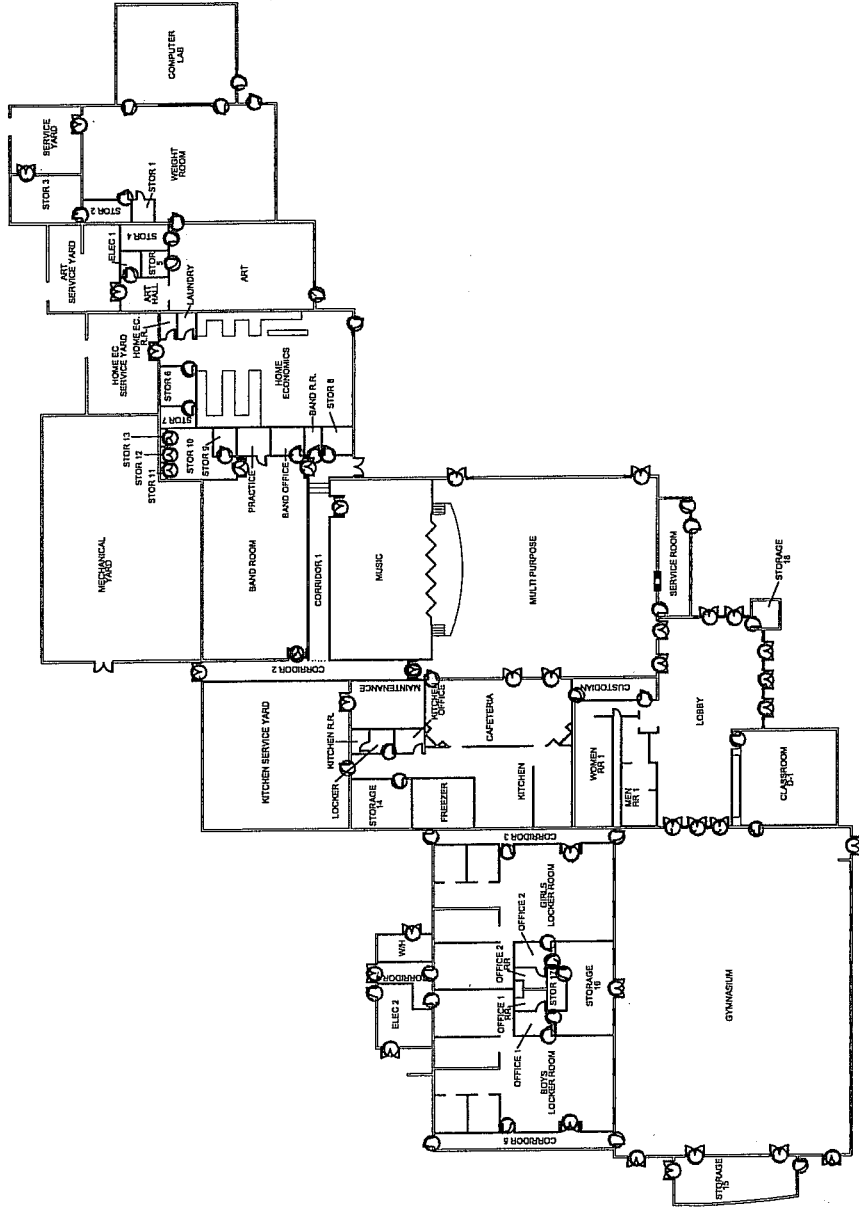 COMPUTER
LAB
SERVICE
YARD
STOR 3
WEIGHT
ROOM
STOR 1
STOR 2
STOR 4
ELEC 1
STOR
5
ART
SERVICE YARD
ART
HALL
LAUNDRY
ART
HOME EC.
R.R.
HOME EC
SERVICE YARD
STOR 6
STOR 7
HOME
ECONOMICS
BAND R.R.
STOR 8
STOR 13
STOR 12
STOR 11
STOR 10
STOR 9
PRACTICE
BAND OFFICE
MECHANICAL
YARD
BAND ROOM
CORRIDOR 1
MUSIC
MULTI PURPOSE
SERVICE ROOM
STORAGE
18
CORRIDOR 2
MAINTENANCE
KITCHEN
OFFICE
KITCHEN SERVICE YARD
KITCHEN R.R.
LOCKER
CAFETERIA
CUSTODIAN
LOBBY
STORAGE
14
FREEZER
KITCHEN
WOMEN
RR 1
MEN
RR 1
CLASSROOM
D-1
CORRIDOR 3
GIRLS
LOCKER ROOM
OFFICE 2
OFFICE 2
RR
W/H
CORRIDOR
ELEC 2
STOR 17
STORAGE
16
OFFICE 1
RR
OFFICE 1
BOYS
LOCKER ROOM
CORRIDOR 5
GYMNASIUM
STORAGE
15